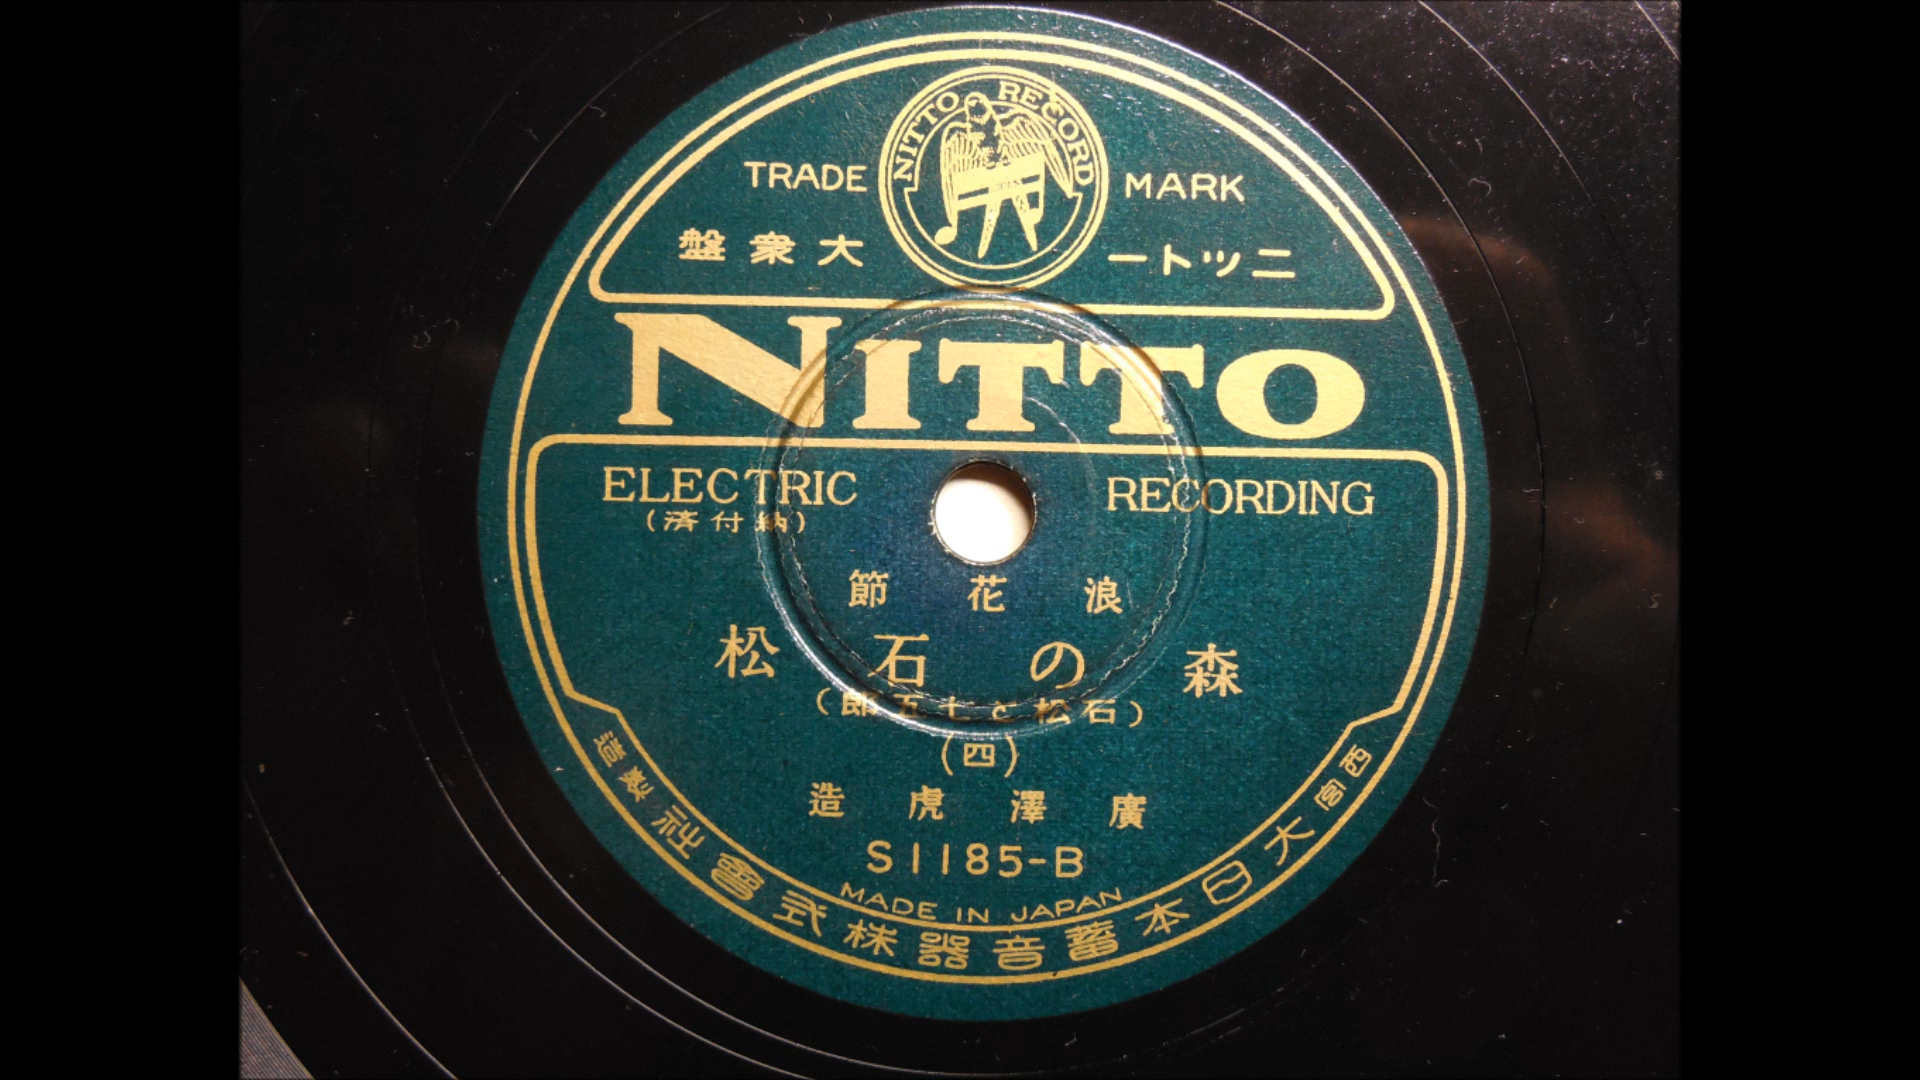 NITTO RECORD
TRADE MARK
ニットー 大衆盤
NITTO
ELECTRIC RECORDING
(納付済)
浪花節
森の石松
(石松と七五郎)
(四)
廣澤虎造
S1185-B
MADE IN JAPAN
西宮 大日本蓄音器株式會社製造